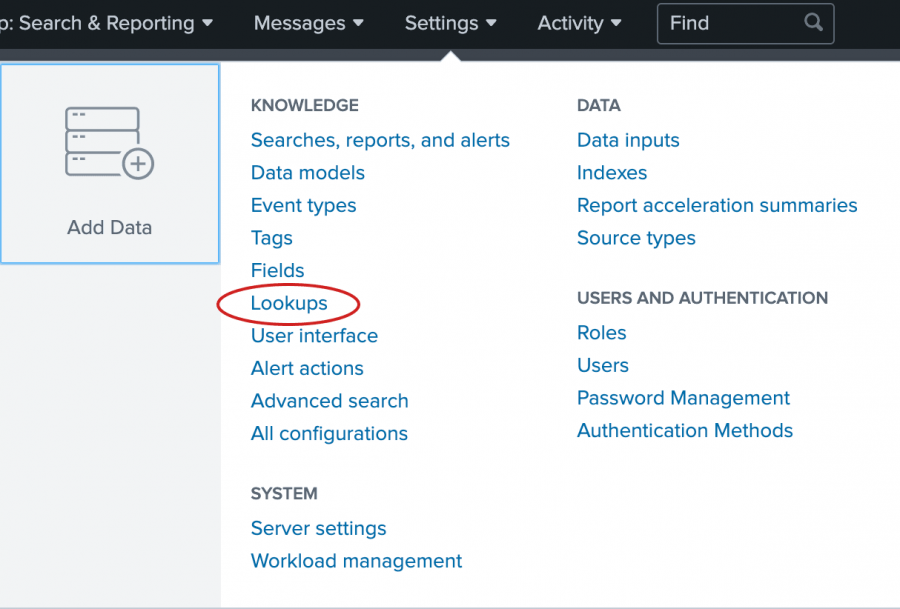 p: Search & Reporting
Messages
Settings
Activity
Find
Add Data
KNOWLEDGE
Searches, reports, and alerts
Data models
Event types
Tags
Fields
Lookups
User interface
Alert actions
Advanced search
All configurations
SYSTEM
Server settings
Workload management
DATA
Data inputs
Indexes
Report acceleration summaries
Source types
USERS AND AUTHENTICATION
Roles
Users
Password Management
Authentication Methods